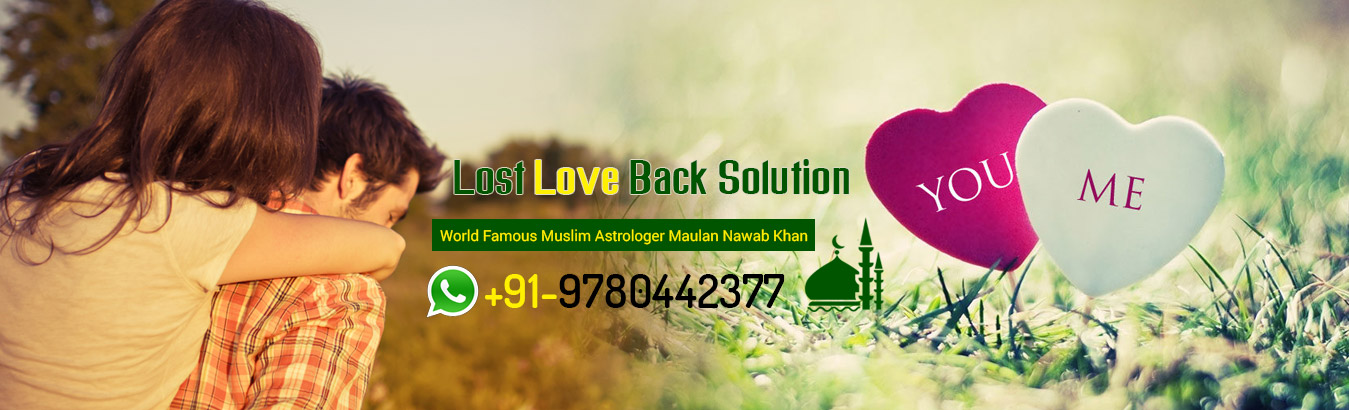 Lost Love Back Solution
World Famous Muslim Astrologer Maulan Nawab Khan
+91-9780442377
YOU
ME